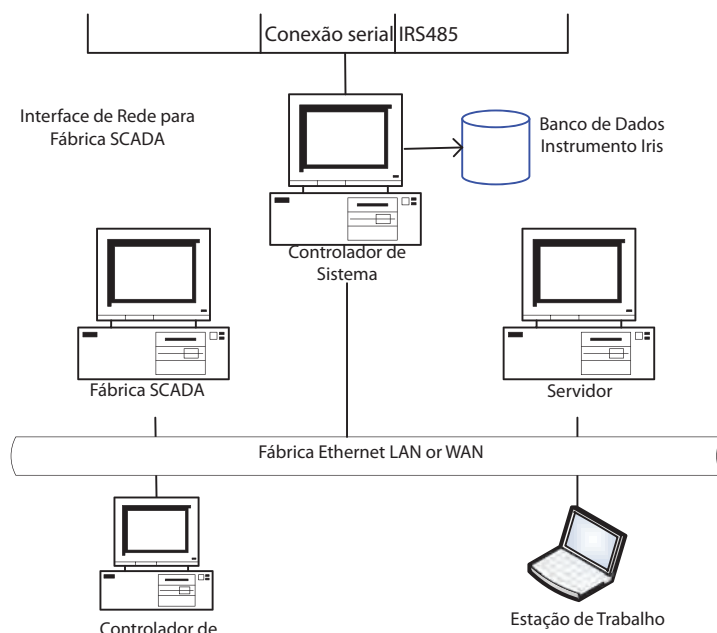 Conexão serial IRS485
Interface de Rede para
Fábrica SCADA
Banco de Dados
Instrumento Iris
Controlador de
Sistema
Fábrica SCADA
Servidor
Fábrica Ethernet LAN or WAN
Controlador de
Estação de Trabalho